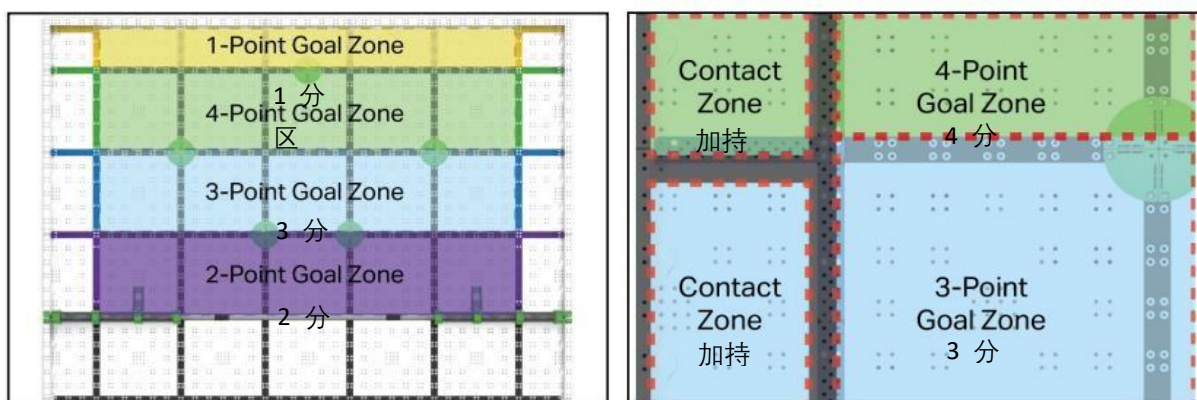 1-Point Goal Zone
1 分
4-Point Goal Zone
区
3-Point Goal Zone
3 分
2-Point Goal Zone
2 分
Contact
Zone
加持
4-Point
Goal Zone
4 分
Contact
Zone
加持
3-Point
Goal Zone
3 分